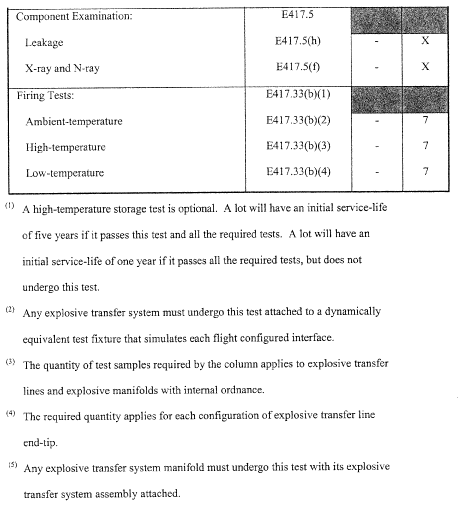 Component Examination: E417.5
Leakage E417.5(h) - X
X-ray and N-ray E417.5(f) - X
Firing Tests: E417.33(b)(1)
Ambient-temperature E417.33(b)(2) - 7
High-temperature E417.33(b)(3) - 7
Low-temperature E417.33(b)(4) - 7
(1) A high-temperature storage test is optional. A lot will have an initial service-life
of five years if it passes this test and all the required tests. A lot will have an
initial service-life of one year if it passes all the required tests, but does not
undergo this test.
(2) Any explosive transfer system must undergo this test attached to a dynamically
equivalent test fixture that simulates each flight configured interface.
(3) The quantity of test samples required by the column applies to explosive transfer
lines and explosive manifolds with internal ordnance.
(4) The required quantity applies for each configuration of explosive transfer line
end-tip.
(5) Any explosive transfer system manifold must undergo this test with its explosive
transfer system assembly attached.